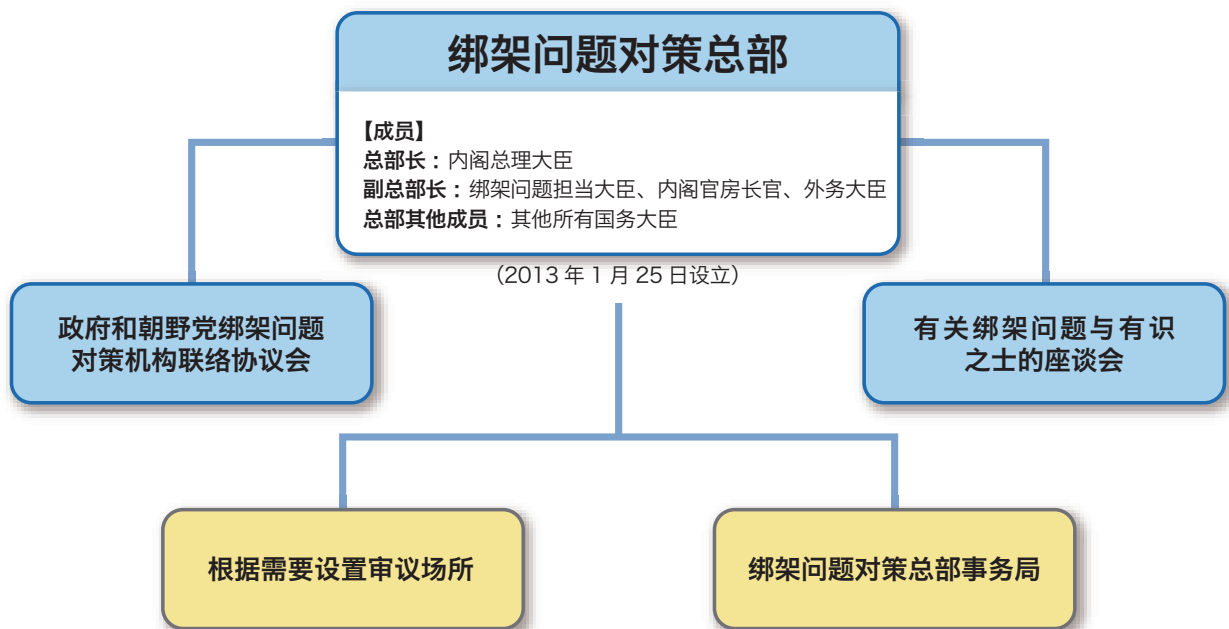 绑架问题对策总部
【成员】
总部长：内阁总理大臣
副总部长：绑架问题担当大臣、内阁官房长官、外务大臣
总部其他成员：其他所有国务大臣
（2013 年 1 月 25 日设立）
政府和朝野党绑架问题
对策机构联络协议会
有关绑架问题与有识
之士的座谈会
根据需要设置审议场所
绑架问题对策总部事务局